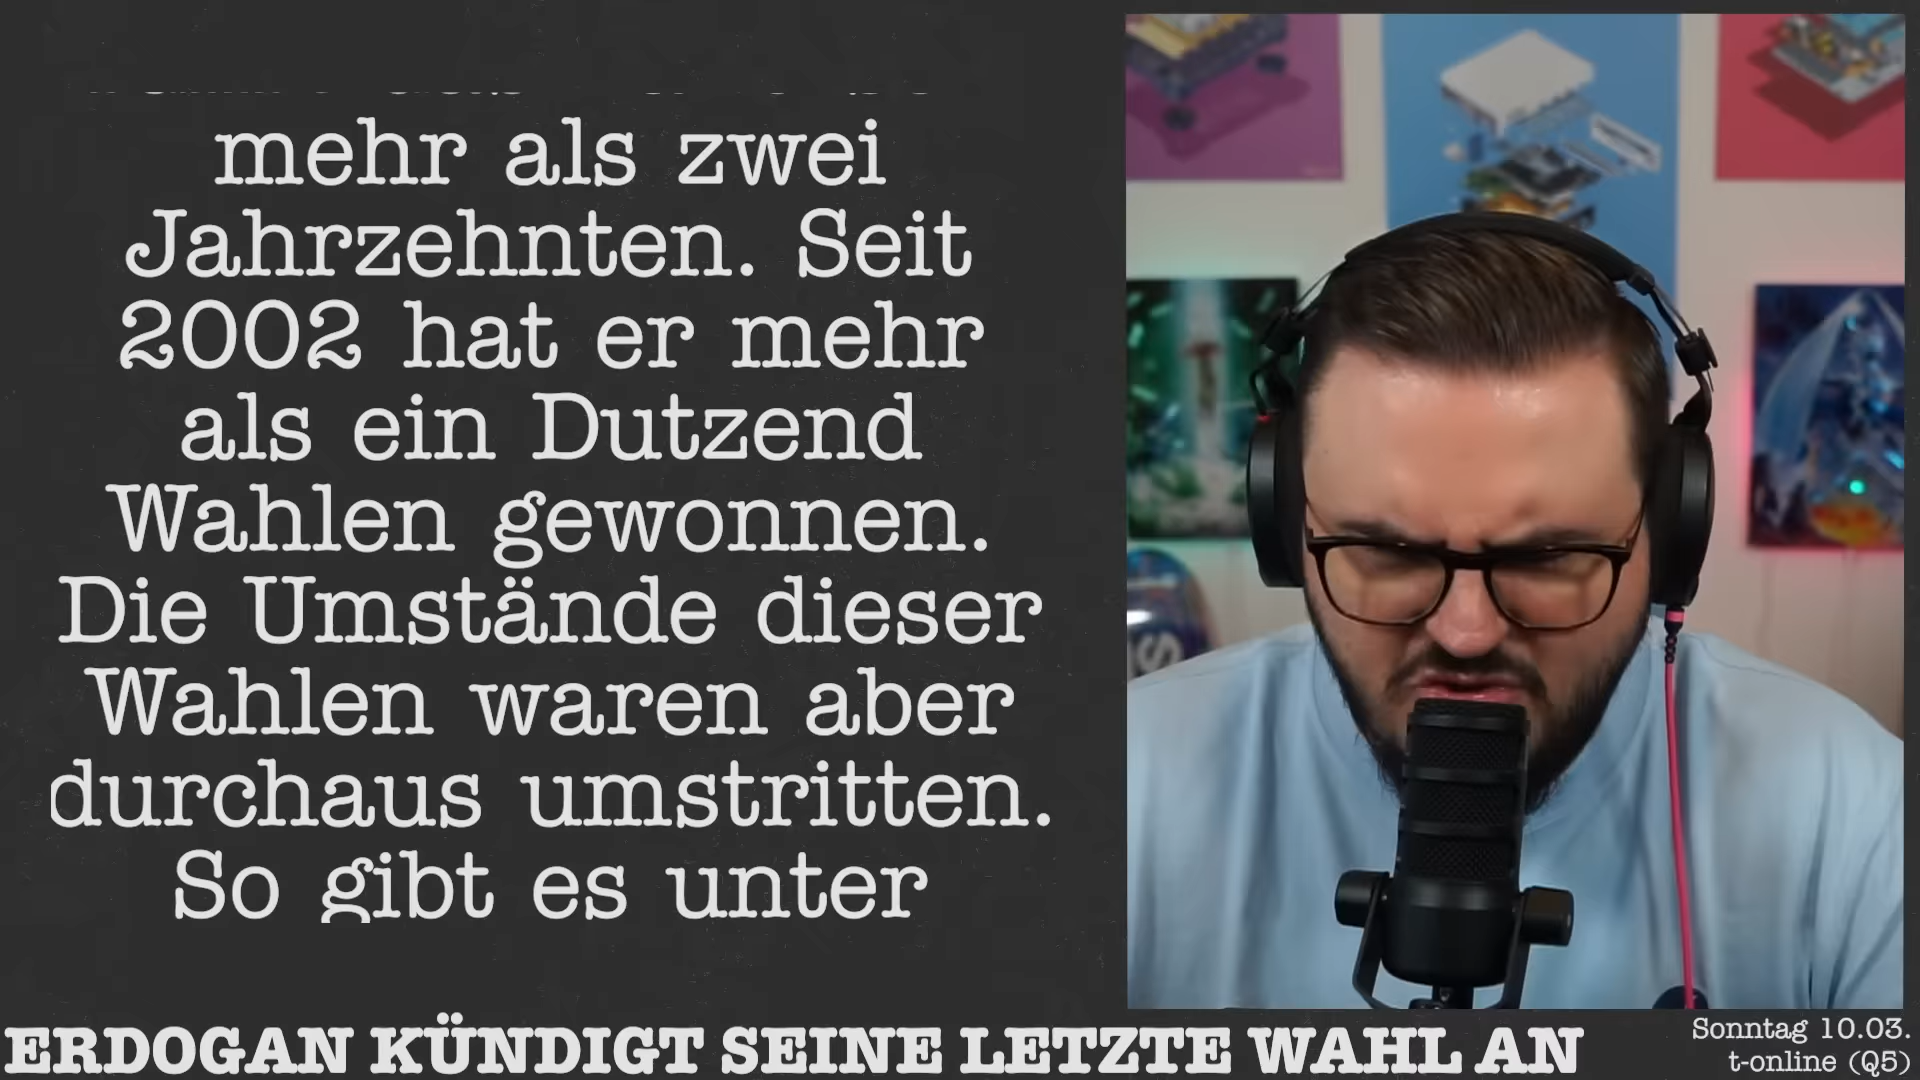 mehr als zwei
Jahrzehnten. Seit
2002 hat er mehr
als ein Dutzend
Wahlen gewonnen.
Die Umstände dieser
Wahlen waren aber
durchaus umstritten.
So gibt es unter
ERDOGAN KÜNDIGT SEINE LETZTE WAHL AN
Sonntag 10.03.
t-online (Q5)